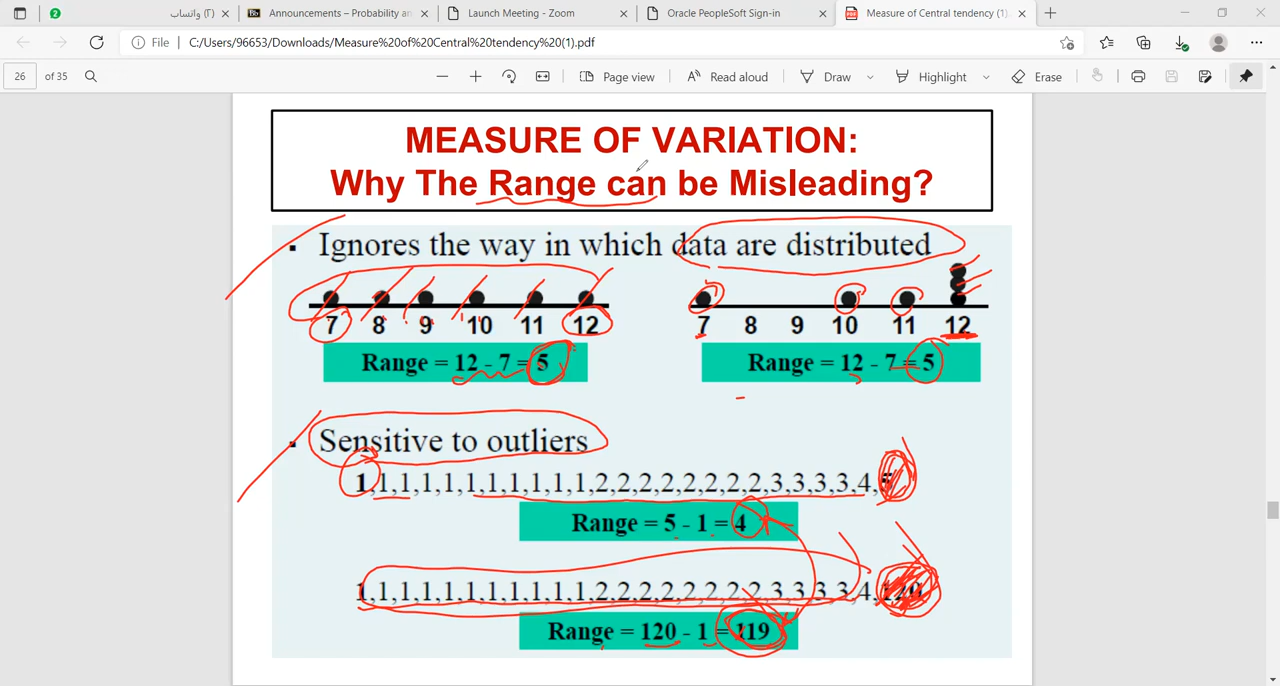 واتساب (٢)
2
Announcements – Probability an
Launch Meeting - Zoom
Oracle PeopleSoft Sign-in
Measure of Central tendency (1).
File
C:/Users/96653/Downloads/Measure%20of%20Central%20tendency%20(1).pdf
26 of 35
Page view
Read aloud
Draw
Highlight
Erase
MEASURE OF VARIATION:
Why The Range can be Misleading?
Ignores the way in which data are distributed
7 8 9 10 11 12
7 8 9 10 11 12
Range = 12 - 7 = 5
Range = 12 - 7 = 5
Sensitive to outliers
1,1,1,1,1,1,1,1,1,1,1,2,2,2,2,2,2,2,2,3,3,3,3,4,
Range = 5 - 1 = 4
1,1,1,1,1,1,1,1,1,1,1,2,2,2,2,2,2,2,2,3,3,3,3,4,
Range = 120 - 1 = 119